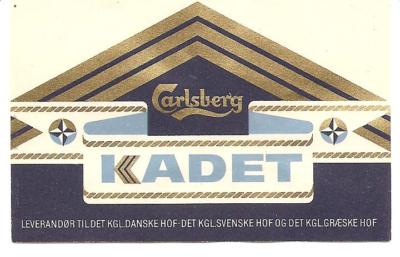 Carlsberg
KADET
LEVERANDØR TIL DET KGL.DANSKE HOF-DET KGL.SVENSKE HOF OG DET KGL.GRÆSKE HOF